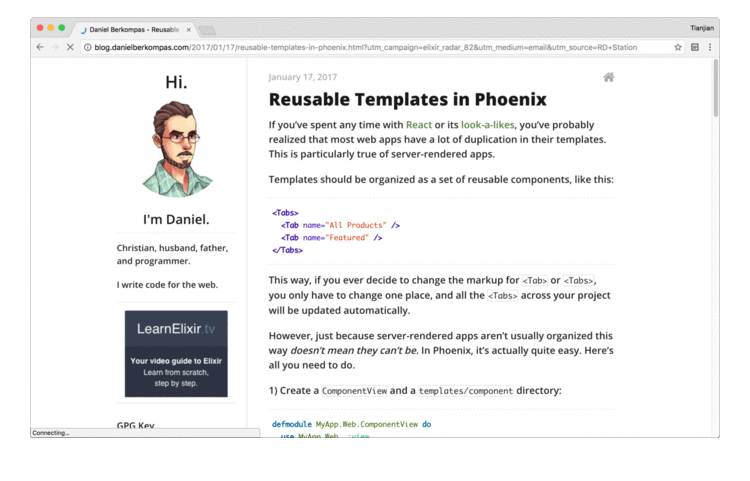 Daniel Berkompas - Reusable
Tianjian
blog.danielberkompas.com/2017/01/17/reusable-templates-in-phoenix.html?utm_campaign=elixir_radar_82&utm_medium=email&utm_source=RD+Station
Hi.
I'm Daniel.
Christian, husband, father,
and programmer.
I write code for the web.
LearnElixir.tv
Your video guide to Elixir
Learn from scratch,
step by step.
GPG Key
January 17, 2017
Reusable Templates in Phoenix
If you've spent any time with React or its look-a-likes, you've probably
realized that most web apps have a lot of duplication in their templates.
This is particularly true of server-rendered apps.
Templates should be organized as a set of reusable components, like this:
<Tabs>
  <Tab name="All Products" />
  <Tab name="Featured" />
</Tabs>
This way, if you ever decide to change the markup for <Tab> or <Tabs>,
you only have to change one place, and all the <Tabs> across your project
will be updated automatically.
However, just because server-rendered apps aren't usually organized this
way doesn't mean they can't be. In Phoenix, it's actually quite easy. Here's
all you need to do.
1) Create a ComponentView and a templates/component directory:
defmodule MyApp.Web.ComponentView do
  use MyApp.Web, :view
Connecting...